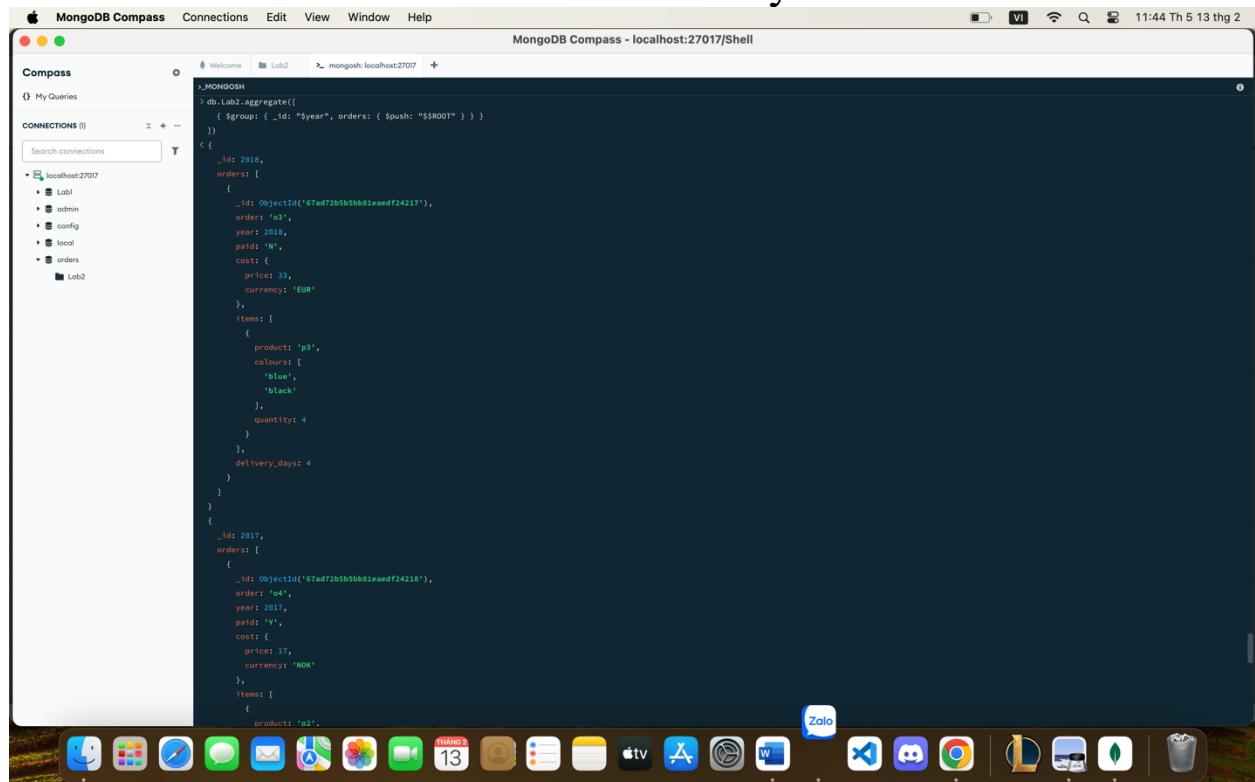 MongoDB Compass Connections Edit View Window Help VI 11:44 Th 5 13 thg 2
MongoDB Compass - localhost:27017/Shell
Compass
{} My Queries
CONNECTIONS (1)
Search connections
localhost:27017
Lab1
admin
config
local
orders
Lab2
Welcome Lab2 >_ mongosh: localhost:27017 +
>_MONGOSH
> db.Lab2.aggregate([
{ $group: { _id: "$year", orders: { $push: "$$ROOT" } } }
])
< {
_id: 2018,
orders: [
{
_id: ObjectId('67ad72b5b5bb81eaedf24217'),
order: 'o3',
year: 2018,
paid: 'N',
cost: {
price: 33,
currency: 'EUR'
},
items: [
{
product: 'p3',
colours: [
'blue',
'black'
],
quantity: 4
}
],
delivery_days: 4
}
]
}
{
_id: 2017,
orders: [
{
_id: ObjectId('67ad72b5b5bb81eaedf24218'),
order: 'o4',
year: 2017,
paid: 'Y',
cost: {
price: 17,
currency: 'NOK'
},
items: [
{
product: 'p2',
Zalo
THÁNG 2
13
tv
W